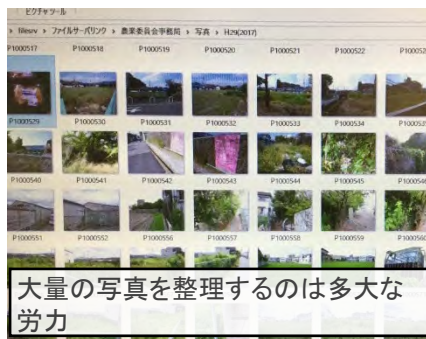 ピクチャ ツール
› filesrv › ファイルサーバリンク › 農業委員会事務局 › 写真 › H29(2017)
P1000517 P1000518 P1000519 P1000520 P1000521 P1000522
P1000529 P1000530 P1000531 P1000532 P1000533 P1000534
P1000540 P1000541 P1000542 P1000543 P1000544 P1000545 P1000546
P1000551 P1000552 P1000556 P1000557 P1000558 P1000559 P1000560
大量の写真を整理するのは多大な
労力